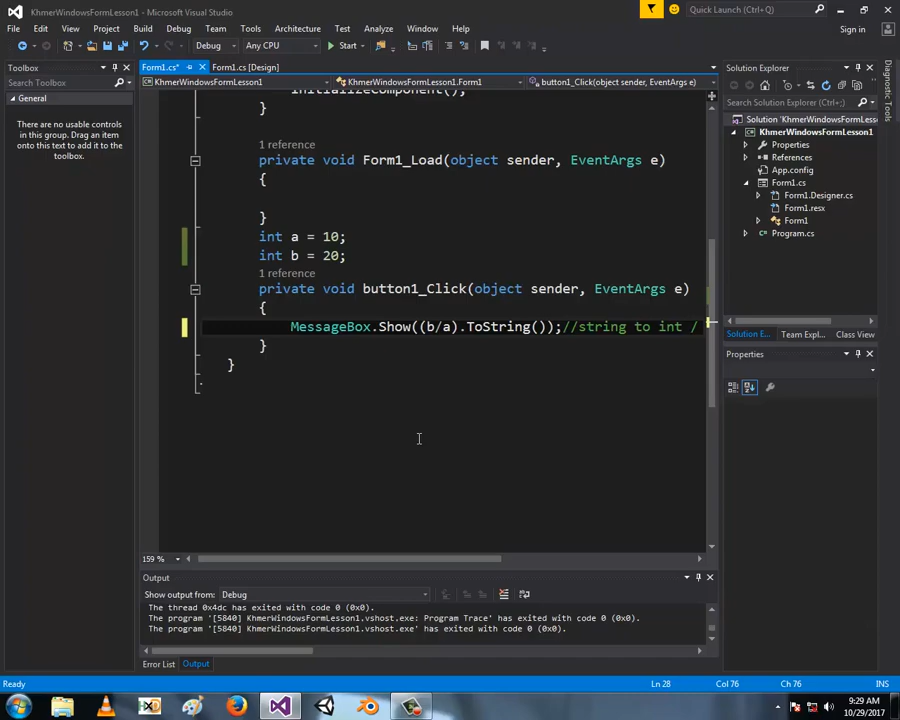 KhmerWindowsFormLesson1 - Microsoft Visual Studio
Quick Launch (Ctrl+;)
File Edit View Project Build Debug Team Tools Architecture Test Analyze Window Help
Sign in
Debug Any CPU Start
Toolbox
Search Toolbox
General
There are no usable controls
in this group. Drag an item
onto this text to add it to the
toolbox.
Form1.cs* Form1.cs [Design]
KhmerWindowsFormLesson1 KhmerWindowsFormLesson1.Form1 button1_Click(object sender, EventArgs e)
InitializeComponent();
}
1 reference
private void Form1_Load(object sender, EventArgs e)
{
}
int a = 10;
int b = 20;
1 reference
private void button1_Click(object sender, EventArgs e)
{
MessageBox.Show((b/a).ToString());//string to int /
}
}
159 %
Solution Explorer
Search Solution Explorer (Ctrl+;)
Solution 'KhmerWindowsFormLesso
KhmerWindowsFormLesson1
Properties
References
App.config
Form1.cs
Form1.Designer.cs
Form1.resx
Form1
Program.cs
Solution E... Team Expl... Class View
Properties
Diagnostic Tools
Output
Show output from: Debug
The thread 0x4dc has exited with code 0 (0x0).
The program '[5840] KhmerWindowsFormLesson1.vshost.exe: Program Trace' has exited with code 0 (0x0).
The program '[5840] KhmerWindowsFormLesson1.vshost.exe' has exited with code 0 (0x0).
Error List Output
Ready Ln 28 Col 76 Ch 76 INS
9:29 AM
10/29/2017